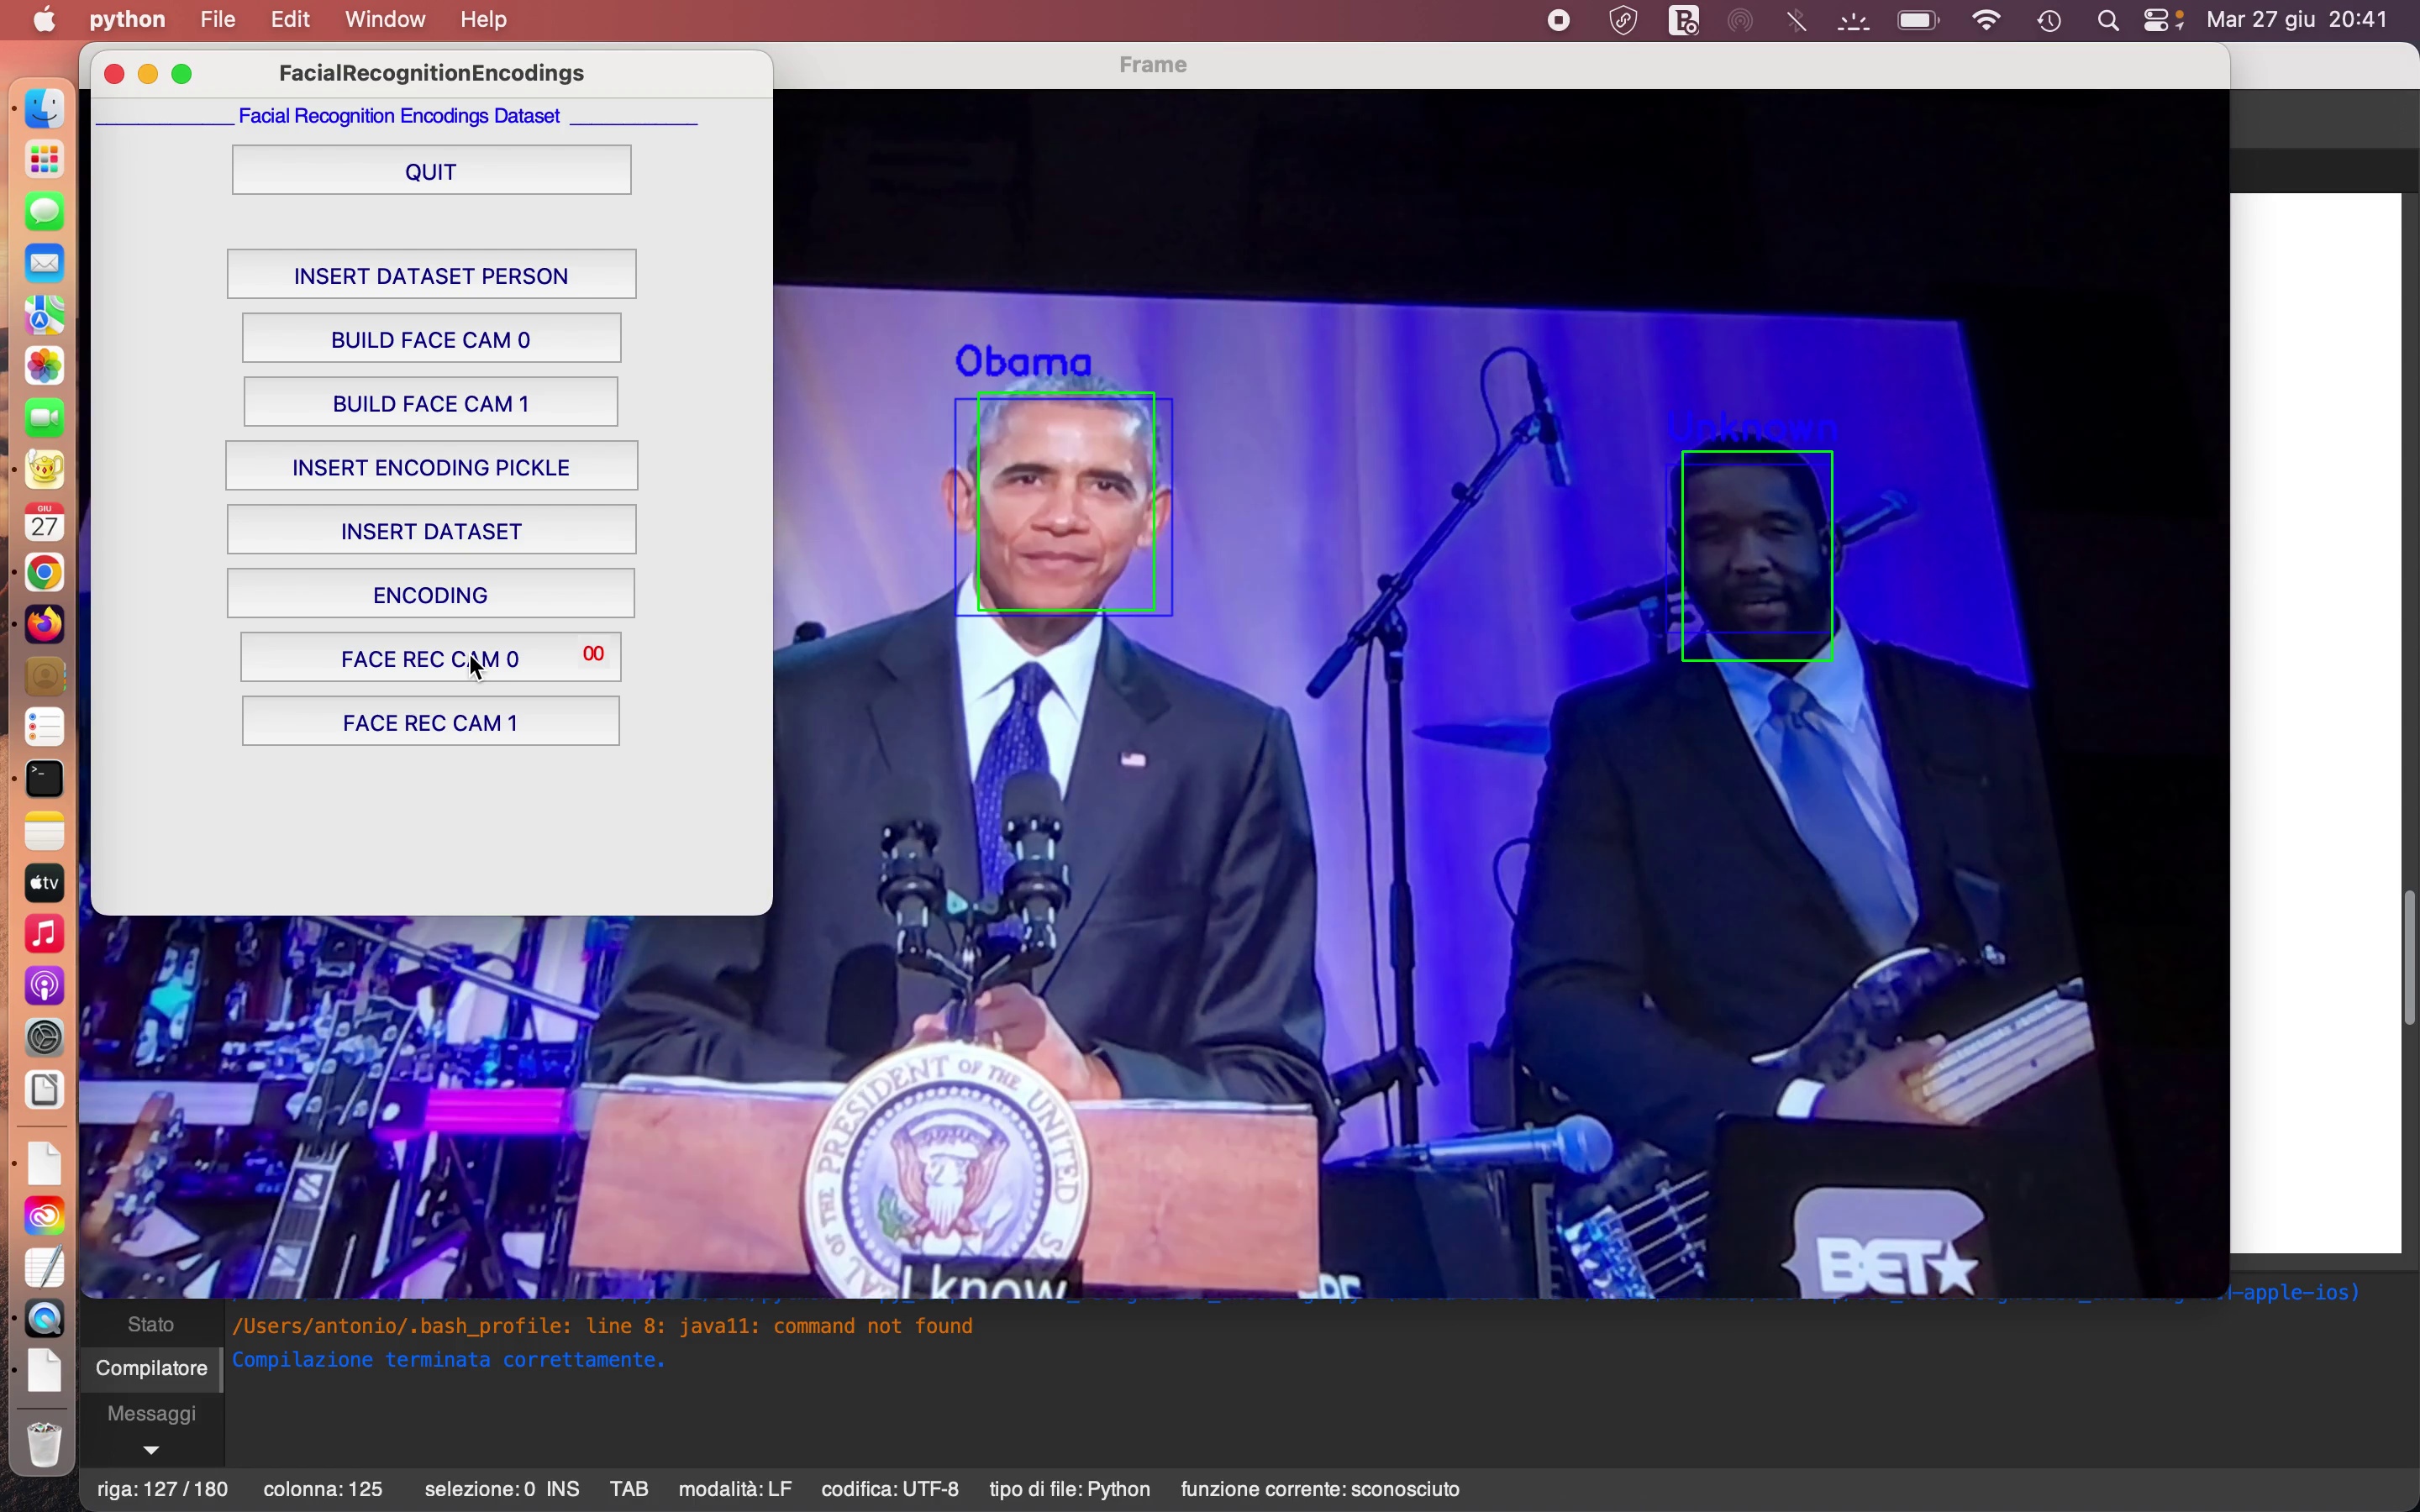 python File Edit Window Help Mar 27 giu 20:41
FacialRecognitionEncodings
Frame
Facial Recognition Encodings Dataset
QUIT
INSERT DATASET PERSON
BUILD FACE CAM 0
BUILD FACE CAM 1
INSERT ENCODING PICKLE
INSERT DATASET
ENCODING
FACE REC CAM 0 00
FACE REC CAM 1
Obama
Unknown
GIU
27
tv
PRESIDENT OF THE UNITED
I know
BET
-apple-ios)
Stato
/Users/antonio/.bash_profile: line 8: java11: command not found
Compilatore
Compilazione terminata correttamente.
Messaggi
riga: 127 / 180 colonna: 125 selezione: 0 INS TAB modalità: LF codifica: UTF-8 tipo di file: Python funzione corrente: sconosciuto